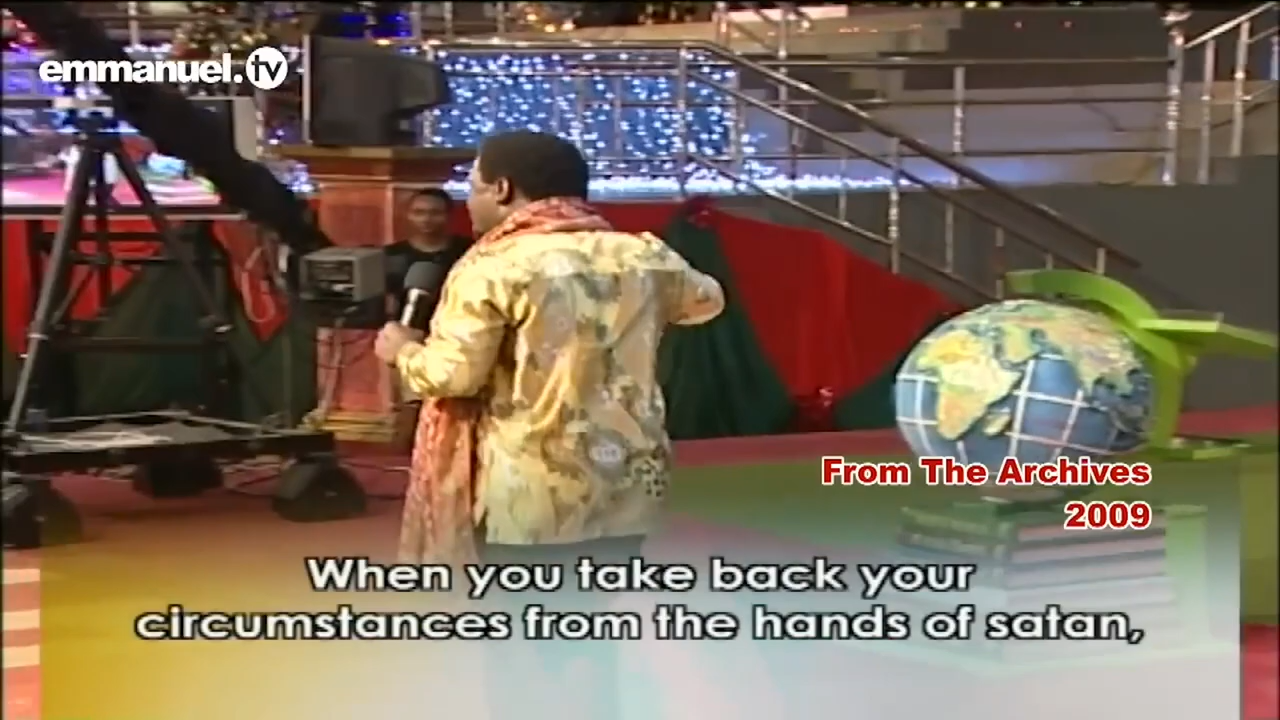 emmanuel.tv
From The Archives
2009
When you take back your
circumstances from the hands of satan,